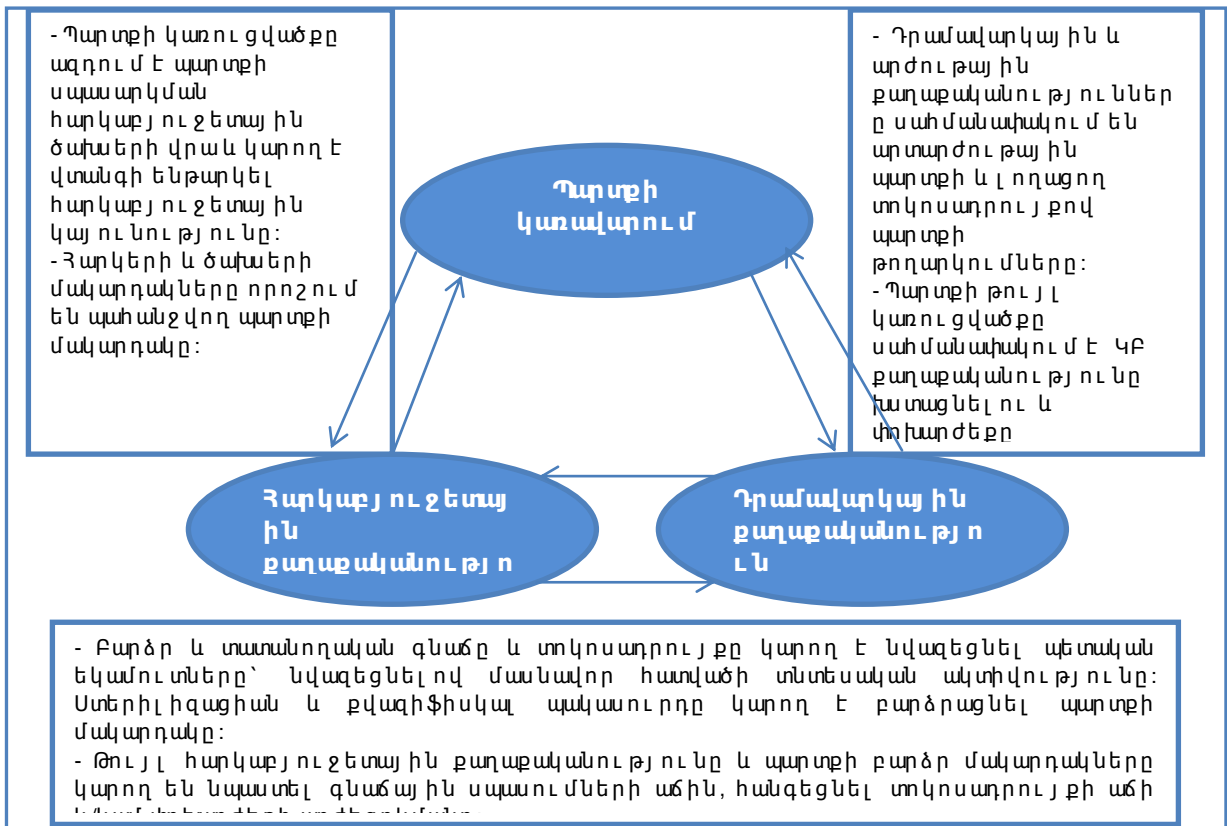 - Պարտքի կառուցվածքը
ազդում է պարտքի
սպասարկման
հարկաբյուջետային
ծախսերի վրա և կարող է
վտանգի ենթարկել
հարկաբյուջետային
կայունությունը:
- Հարկերի և ծախսերի
մակարդակները որոշում
են պահանջվող պարտքի
մակարդակը:
Պարտքի
կառավարում
- Դրամավարկային և
արժութային
քաղաքականություններ
ը սահմանափակում են
արտարժութային
պարտքի և լողացող
տոկոսադրույքով
պարտքի
թողարկումները:
- Պարտքի թույլ
կառուցվածքը
սահմանափակում է ԿԲ
քաղաքականությունը
խստացնելու և
փոխարժեքը
Հարկաբյուջետայ
ին
քաղաքականությո
Դրամավարկային
քաղաքականությո
ւն
- Բարձր և տատանողական գնաճը և տոկոսադրույքը կարող է նվազեցնել պետական
եկամուտները՝ նվազեցնելով մասնավոր հատվածի տնտեսական ակտիվությունը:
Ստերիլիզացիան և քվազիֆիսկալ պակասուրդը կարող է բարձրացնել պարտքի
մակարդակը:
- Թույլ հարկաբյուջետային քաղաքականությունը և պարտքի բարձր մակարդակները
կարող են նպաստել գնաճային սպասումների աճին, հանգեցնել տոկոսադրույքի աճի